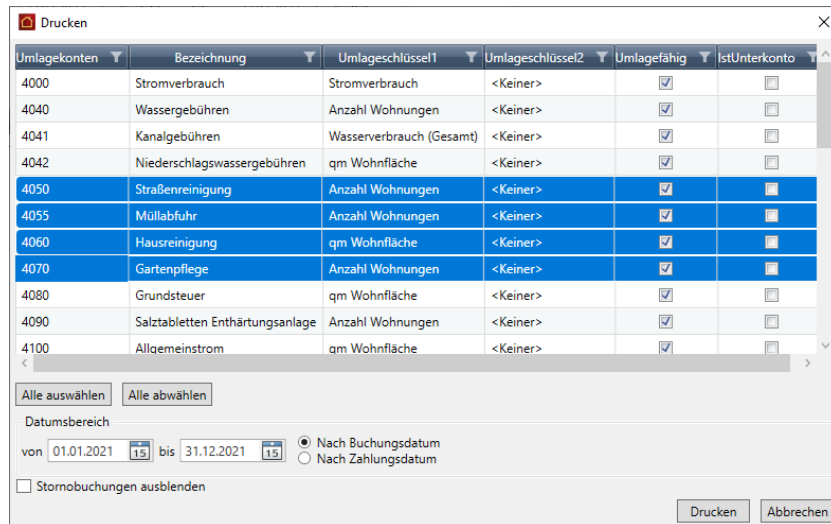 Drucken
Umlagekonten Bezeichnung Umlageschlüssel1 Umlageschlüssel2 Umlagefähig IstUnterkonto
4000 Stromverbrauch Stromverbrauch <Keiner>
4040 Wassergebühren Anzahl Wohnungen <Keiner>
4041 Kanalgebühren Wasserverbrauch (Gesamt) <Keiner>
4042 Niederschlagswassergebühren qm Wohnfläche <Keiner>
4050 Straßenreinigung Anzahl Wohnungen <Keiner>
4055 Müllabfuhr Anzahl Wohnungen <Keiner>
4060 Hausreinigung qm Wohnfläche <Keiner>
4070 Gartenpflege Anzahl Wohnungen <Keiner>
4080 Grundsteuer qm Wohnfläche <Keiner>
4090 Salztabletten Enthärtungsanlage Anzahl Wohnungen <Keiner>
4100 Allgemeinstrom qm Wohnfläche <Keiner>
Alle auswählen Alle abwählen
Datumsbereich
von 01.01.2021 15 bis 31.12.2021 15 Nach Buchungsdatum
Nach Zahlungsdatum
Stornobuchungen ausblenden
Drucken Abbrechen